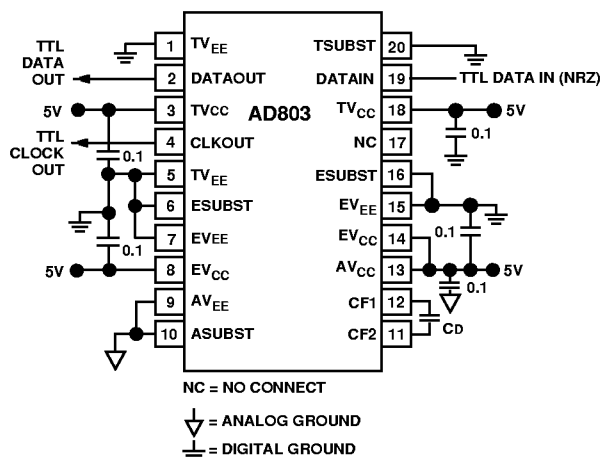 AD803
TTL
DATA
OUT
5V
TTL
CLOCK
OUT
0.1
0.1
5V
1 TVEE
2 DATAOUT
3 TVCC
4 CLKOUT
5 TVEE
6 ESUBST
7 EVEE
8 EVCC
9 AVEE
10 ASUBST
TSUBST 20
DATAIN 19 TTL DATA IN (NRZ)
TVCC 18 5V
0.1
NC 17
ESUBST 16
EVEE 15
0.1
EVCC 14
AVCC 13 5V
0.1
CF1 12
CD
CF2 11
NC = NO CONNECT
= ANALOG GROUND
= DIGITAL GROUND